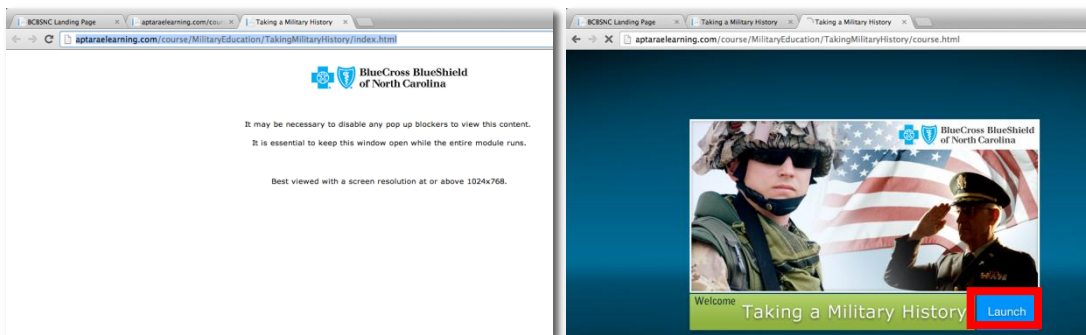 BCBSNC Landing Page
aptaraelearning.com/cours
Taking a Military History
aptaraelearning.com/course/MilitaryEducation/TakingMilitaryHistory/index.html
BlueCross BlueShield
of North Carolina
It may be necessary to disable any pop up blockers to view this content.
It is essential to keep this window open while the entire module runs.
Best viewed with a screen resolution at or above 1024x768.
BCBSNC Landing Page
Taking a Military History
Taking a Military History
aptaraelearning.com/course/MilitaryEducation/TakingMilitaryHistory/course.html
BlueCross BlueShield
of North Carolina
Welcome
Taking a Military History
Launch